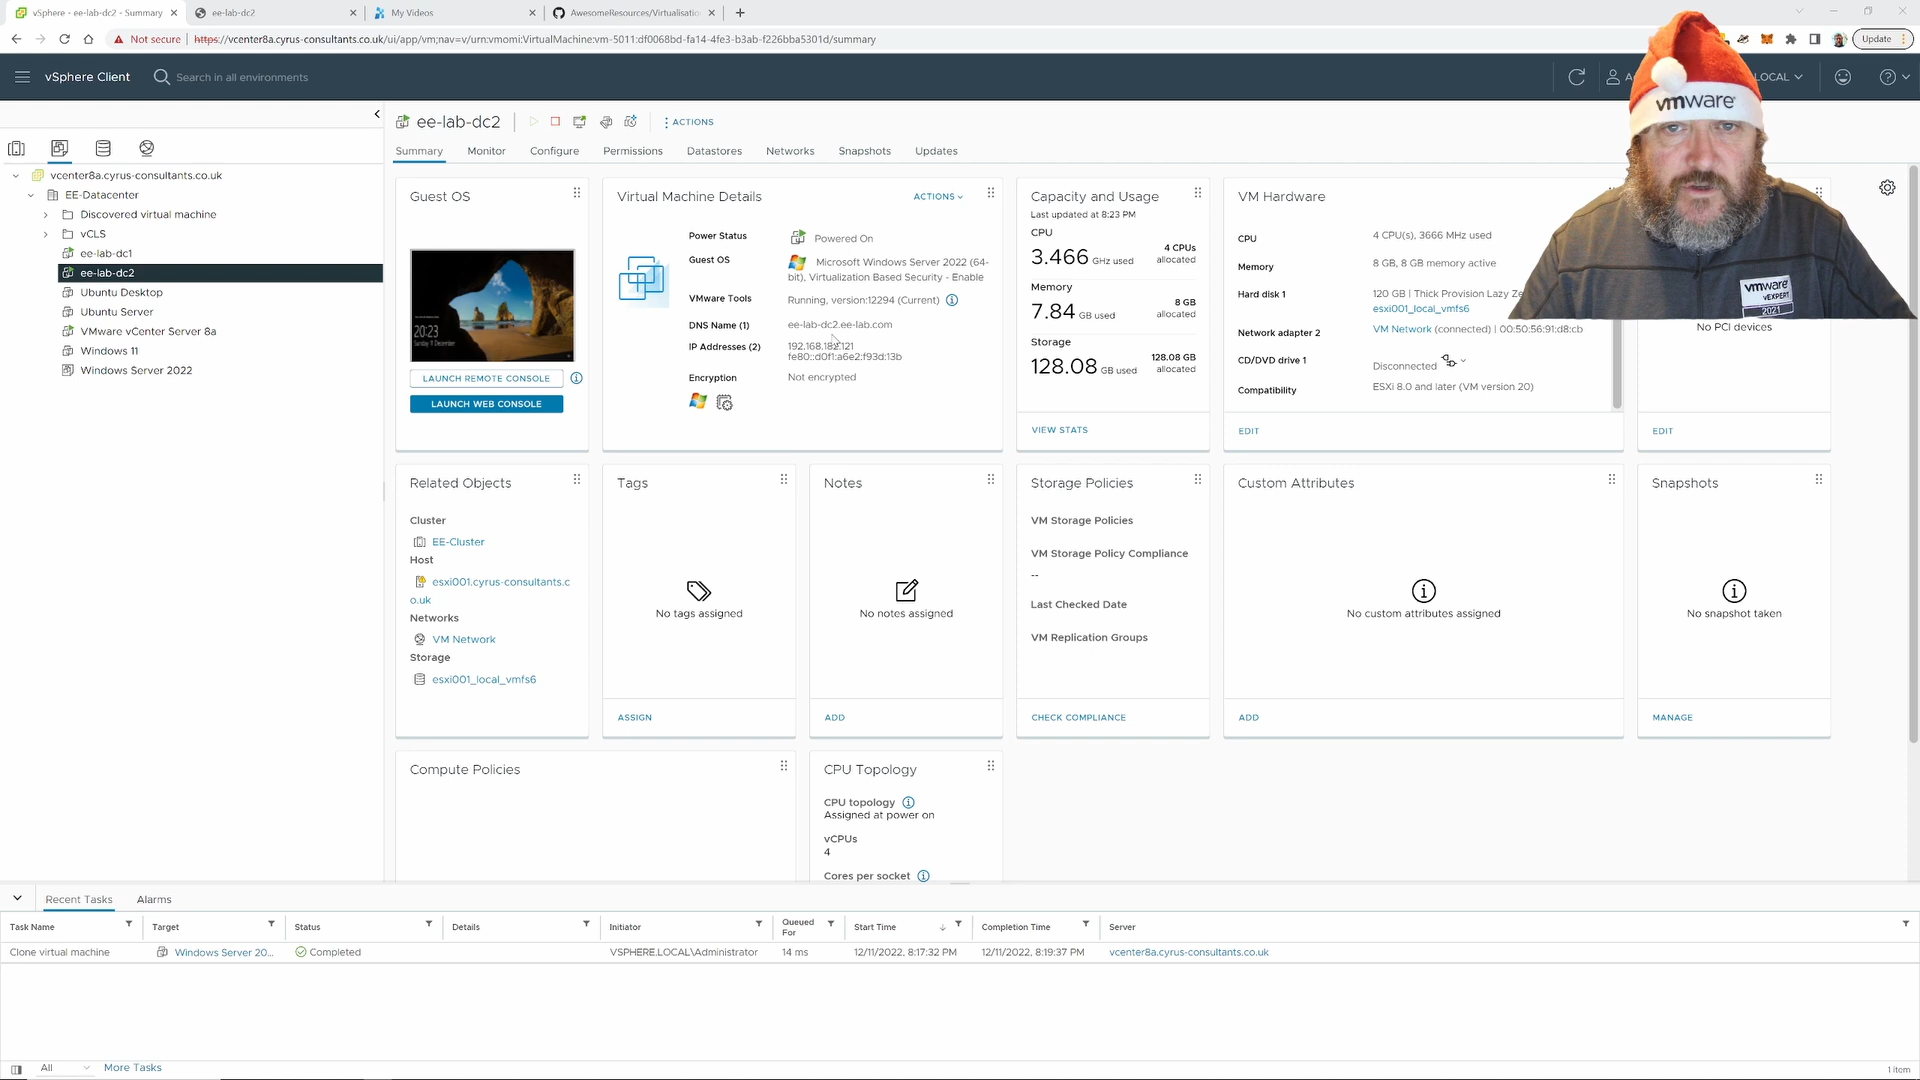 vSphere - ee-lab-dc2 - Summary
ee-lab-dc2
My Videos
AwesomeResources/Virtualisatio
Not secure
https://vcenter8a.cyrus-consultants.co.uk/ui/app/vm;nav=v/urn:vmomi:VirtualMachine:vm-5011:df0068bd-fa14-4fe3-b3ab-f226bba5301d/summary
Update
vSphere Client
Search in all environments
LOCAL
vmware
vmware
vEXPERT
2021
ee-lab-dc2
ACTIONS
Summary
Monitor
Configure
Permissions
Datastores
Networks
Snapshots
Updates
vcenter8a.cyrus-consultants.co.uk
EE-Datacenter
Discovered virtual machine
vCLS
ee-lab-dc1
ee-lab-dc2
Ubuntu Desktop
Ubuntu Server
VMware vCenter Server 8a
Windows 11
Windows Server 2022
Guest OS
20:23
Sunday 11 December
LAUNCH REMOTE CONSOLE
LAUNCH WEB CONSOLE
Virtual Machine Details
ACTIONS
Power Status
Powered On
Guest OS
Microsoft Windows Server 2022 (64-
bit), Virtualization Based Security - Enable
VMware Tools
Running, version:12294 (Current)
DNS Name (1)
ee-lab-dc2.ee-lab.com
IP Addresses (2)
192.168.182.121
fe80::d0f1:a6e2:f93d:13b
Encryption
Not encrypted
Capacity and Usage
Last updated at 8:23 PM
CPU
3.466 GHz used
4 CPUs
allocated
Memory
7.84 GB used
8 GB
allocated
Storage
128.08 GB used
128.08 GB
allocated
VIEW STATS
VM Hardware
CPU
4 CPU(s), 3666 MHz used
Memory
8 GB, 8 GB memory active
Hard disk 1
120 GB | Thick Provision Lazy Ze
esxi001_local_vmfs6
Network adapter 2
VM Network (connected) | 00:50:56:91:d8:cb
CD/DVD drive 1
Disconnected
Compatibility
ESXi 8.0 and later (VM version 20)
EDIT
No PCI devices
EDIT
Related Objects
Cluster
EE-Cluster
Host
esxi001.cyrus-consultants.c
o.uk
Networks
VM Network
Storage
esxi001_local_vmfs6
Tags
No tags assigned
ASSIGN
Notes
No notes assigned
ADD
Storage Policies
VM Storage Policies
VM Storage Policy Compliance
--
Last Checked Date
VM Replication Groups
CHECK COMPLIANCE
Custom Attributes
No custom attributes assigned
ADD
Snapshots
No snapshot taken
MANAGE
Compute Policies
CPU Topology
CPU topology
Assigned at power on
vCPUs
4
Cores per socket
Recent Tasks
Alarms
Task Name
Target
Status
Details
Initiator
Queued
For
Start Time
Completion Time
Server
Clone virtual machine
Windows Server 20...
Completed
VSPHERE.LOCAL\Administrator
14 ms
12/11/2022, 8:17:32 PM
12/11/2022, 8:19:37 PM
vcenter8a.cyrus-consultants.co.uk
All
More Tasks
1 item